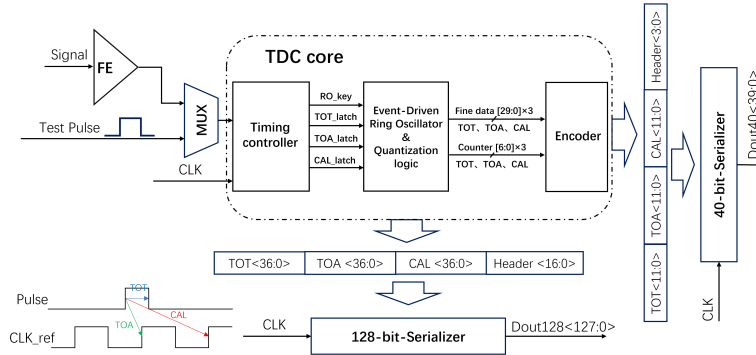 TDC core
Signal
FE
MUX
Test Pulse
CLK
Timing
controller
RO_key
TOT_latch
TOA_latch
CAL_latch
Event-Driven
Ring Oscillator
&
Quantization
logic
Fine data [29:0]×3
TOT、TOA、CAL
Counter [6:0]×3
TOT、TOA、CAL
Encoder
Header<3:0>
CAL<11:0>
TOA<11:0>
TOT<11:0>
40-bit-Serializer
Dout40<39:0>
CLK
TOT<36:0>
TOA <36:0>
CAL <36:0>
Header <16:0>
Pulse
TOT
CAL
TOA
CLK_ref
CLK
128-bit-Serializer
Dout128<127:0>